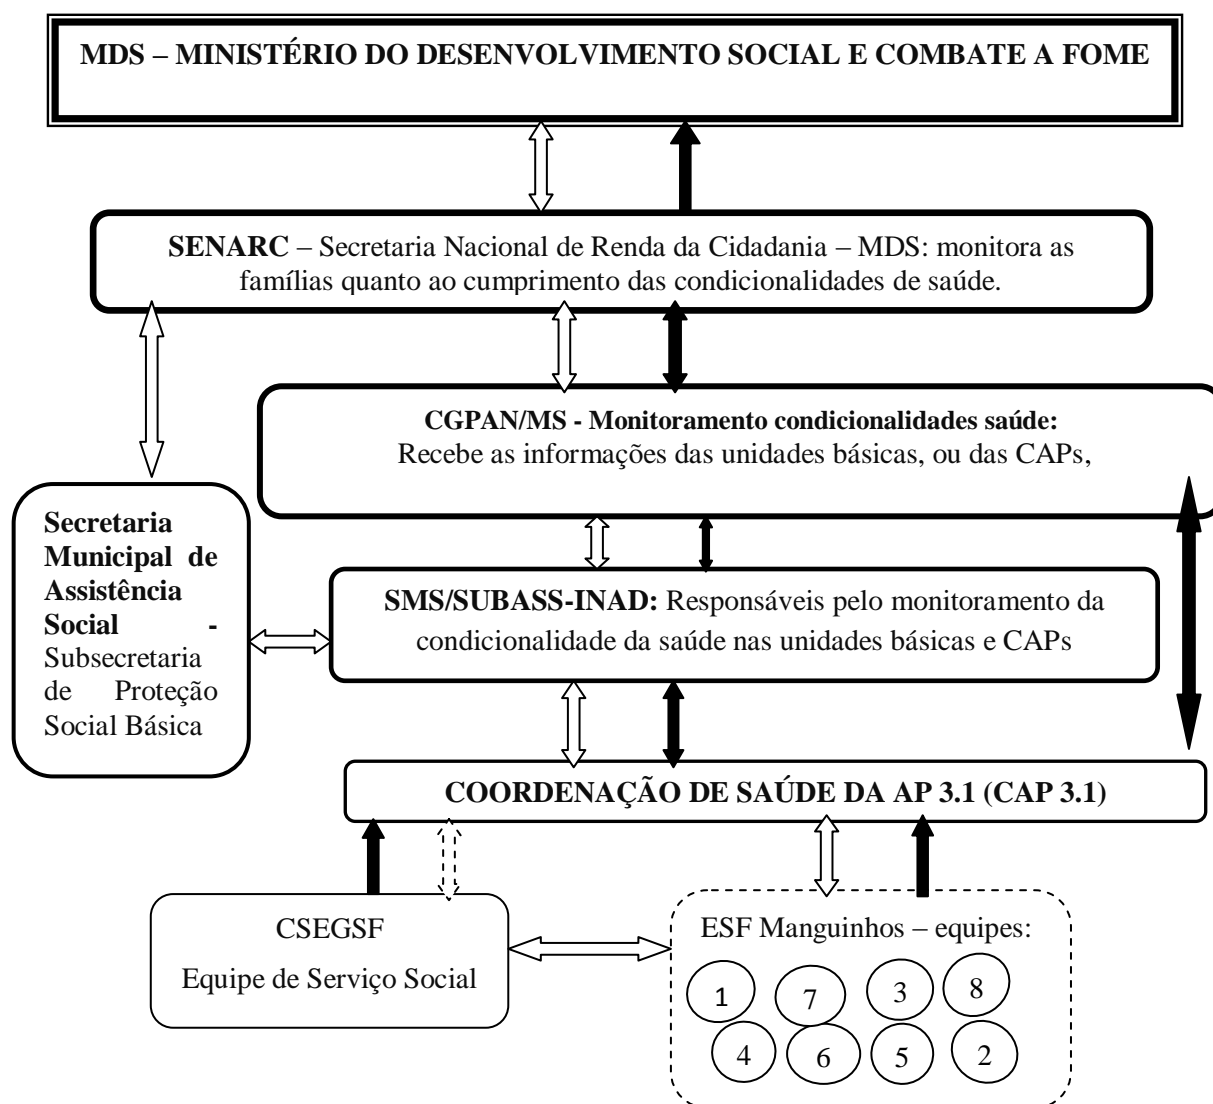 MDS – MINISTÉRIO DO DESENVOLVIMENTO SOCIAL E COMBATE A FOME
SENARC – Secretaria Nacional de Renda da Cidadania – MDS: monitora as
famílias quanto ao cumprimento das condicionalidades de saúde.
CGPAN/MS - Monitoramento condicionalidades saúde:
Recebe as informações das unidades básicas, ou das CAPs,
Secretaria
Municipal de
Assistência
Social -
Subsecretaria
de Proteção
Social Básica
SMS/SUBASS-INAD: Responsáveis pelo monitoramento da
condicionalidade da saúde nas unidades básicas e CAPs
COORDENAÇÃO DE SAÚDE DA AP 3.1 (CAP 3.1)
CSEGSF
Equipe de Serviço Social
ESF Manguinhos – equipes:
1 7 3 8
4 6 5 2